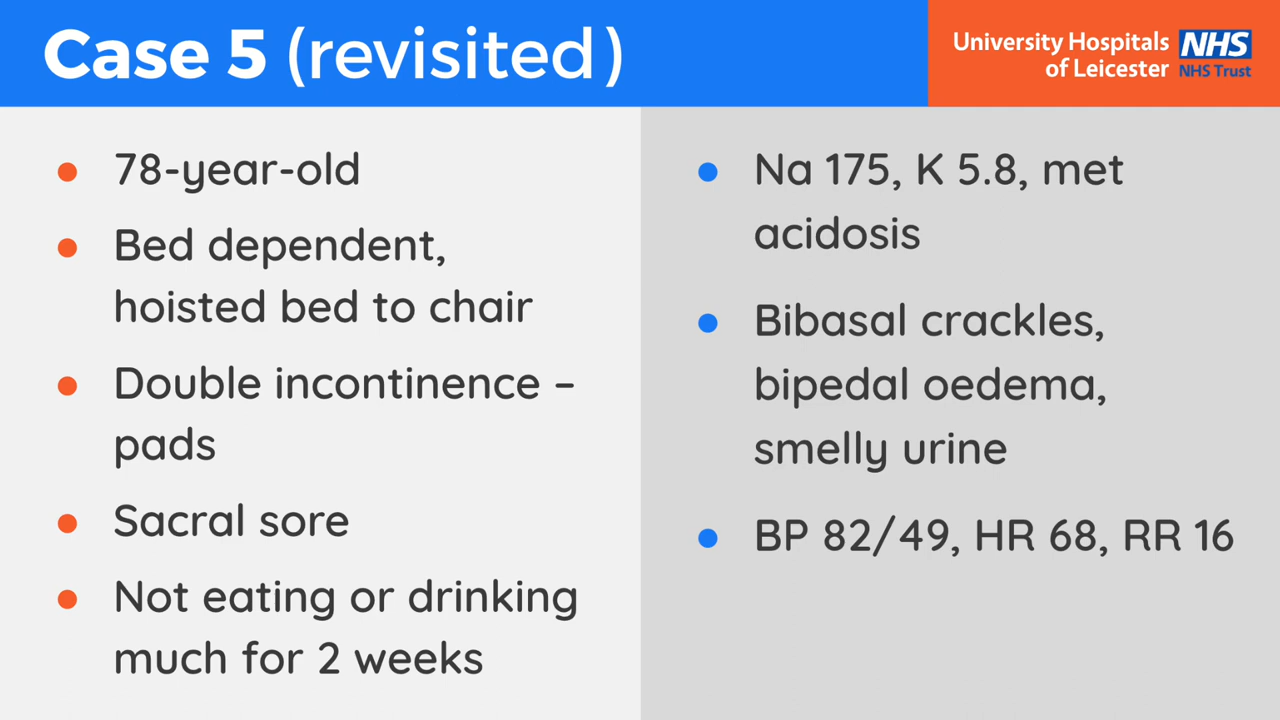 Case 5 (revisited)
University Hospitals NHS
of Leicester NHS Trust
● 78-year-old
● Bed dependent,
hoisted bed to chair
● Double incontinence –
pads
● Sacral sore
● Not eating or drinking
much for 2 weeks
● Na 175, K 5.8, met
acidosis
● Bibasal crackles,
bipedal oedema,
smelly urine
● BP 82/49, HR 68, RR 16